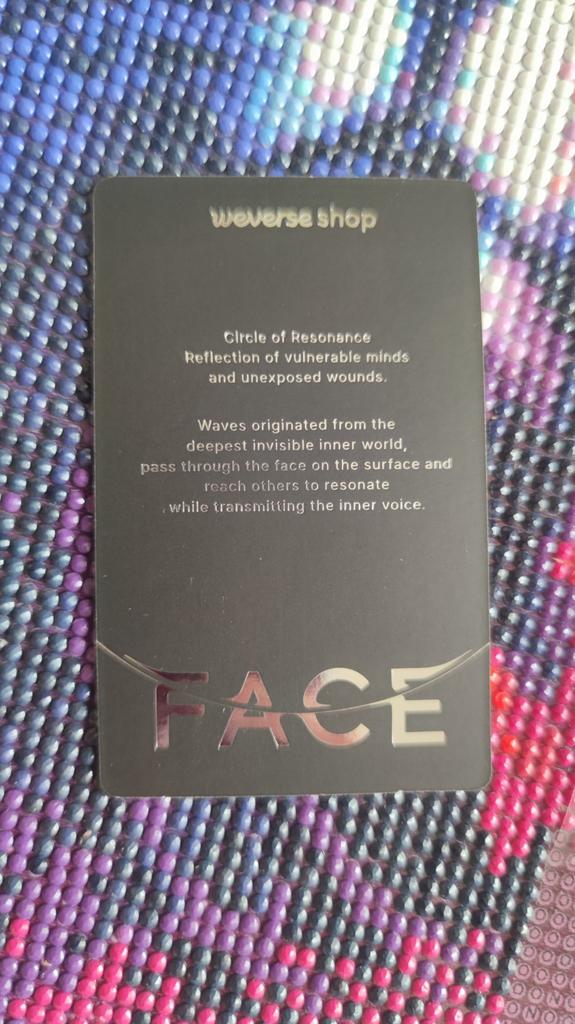 weverse shop
Circle of Resonance
Reflection of vulnerable minds
and unexposed wounds.
Waves originated from the
deepest invisible inner world,
pass through the face on the surface and
reach others to resonate
while transmitting the inner voice.
FACE